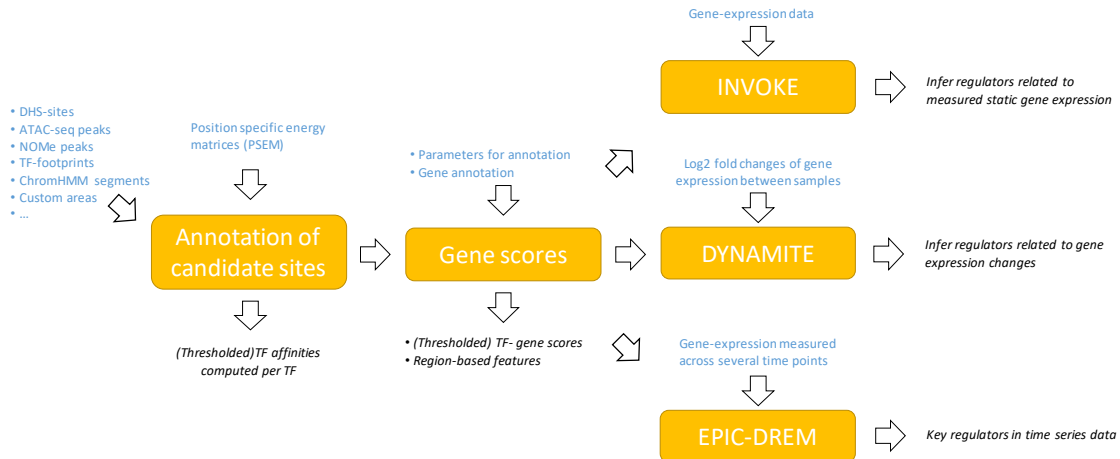 Gene-expression data
INVOKE
Infer regulators related to
measured static gene expression
• DHS-sites
• ATAC-seq peaks
• NOMe peaks
• TF-footprints
• ChromHMM segments
• Custom areas
• ...
Position specific energy
matrices (PSEM)
• Parameters for annotation
• Gene annotation
Log2 fold changes of gene
expression between samples
Annotation of
candidate sites
Gene scores
DYNAMITE
Infer regulators related to gene
expression changes
(Thresholded)TF affinities
computed per TF
• (Thresholded) TF- gene scores
• Region-based features
Gene-expression measured
across several time points
EPIC-DREM
Key regulators in time series data